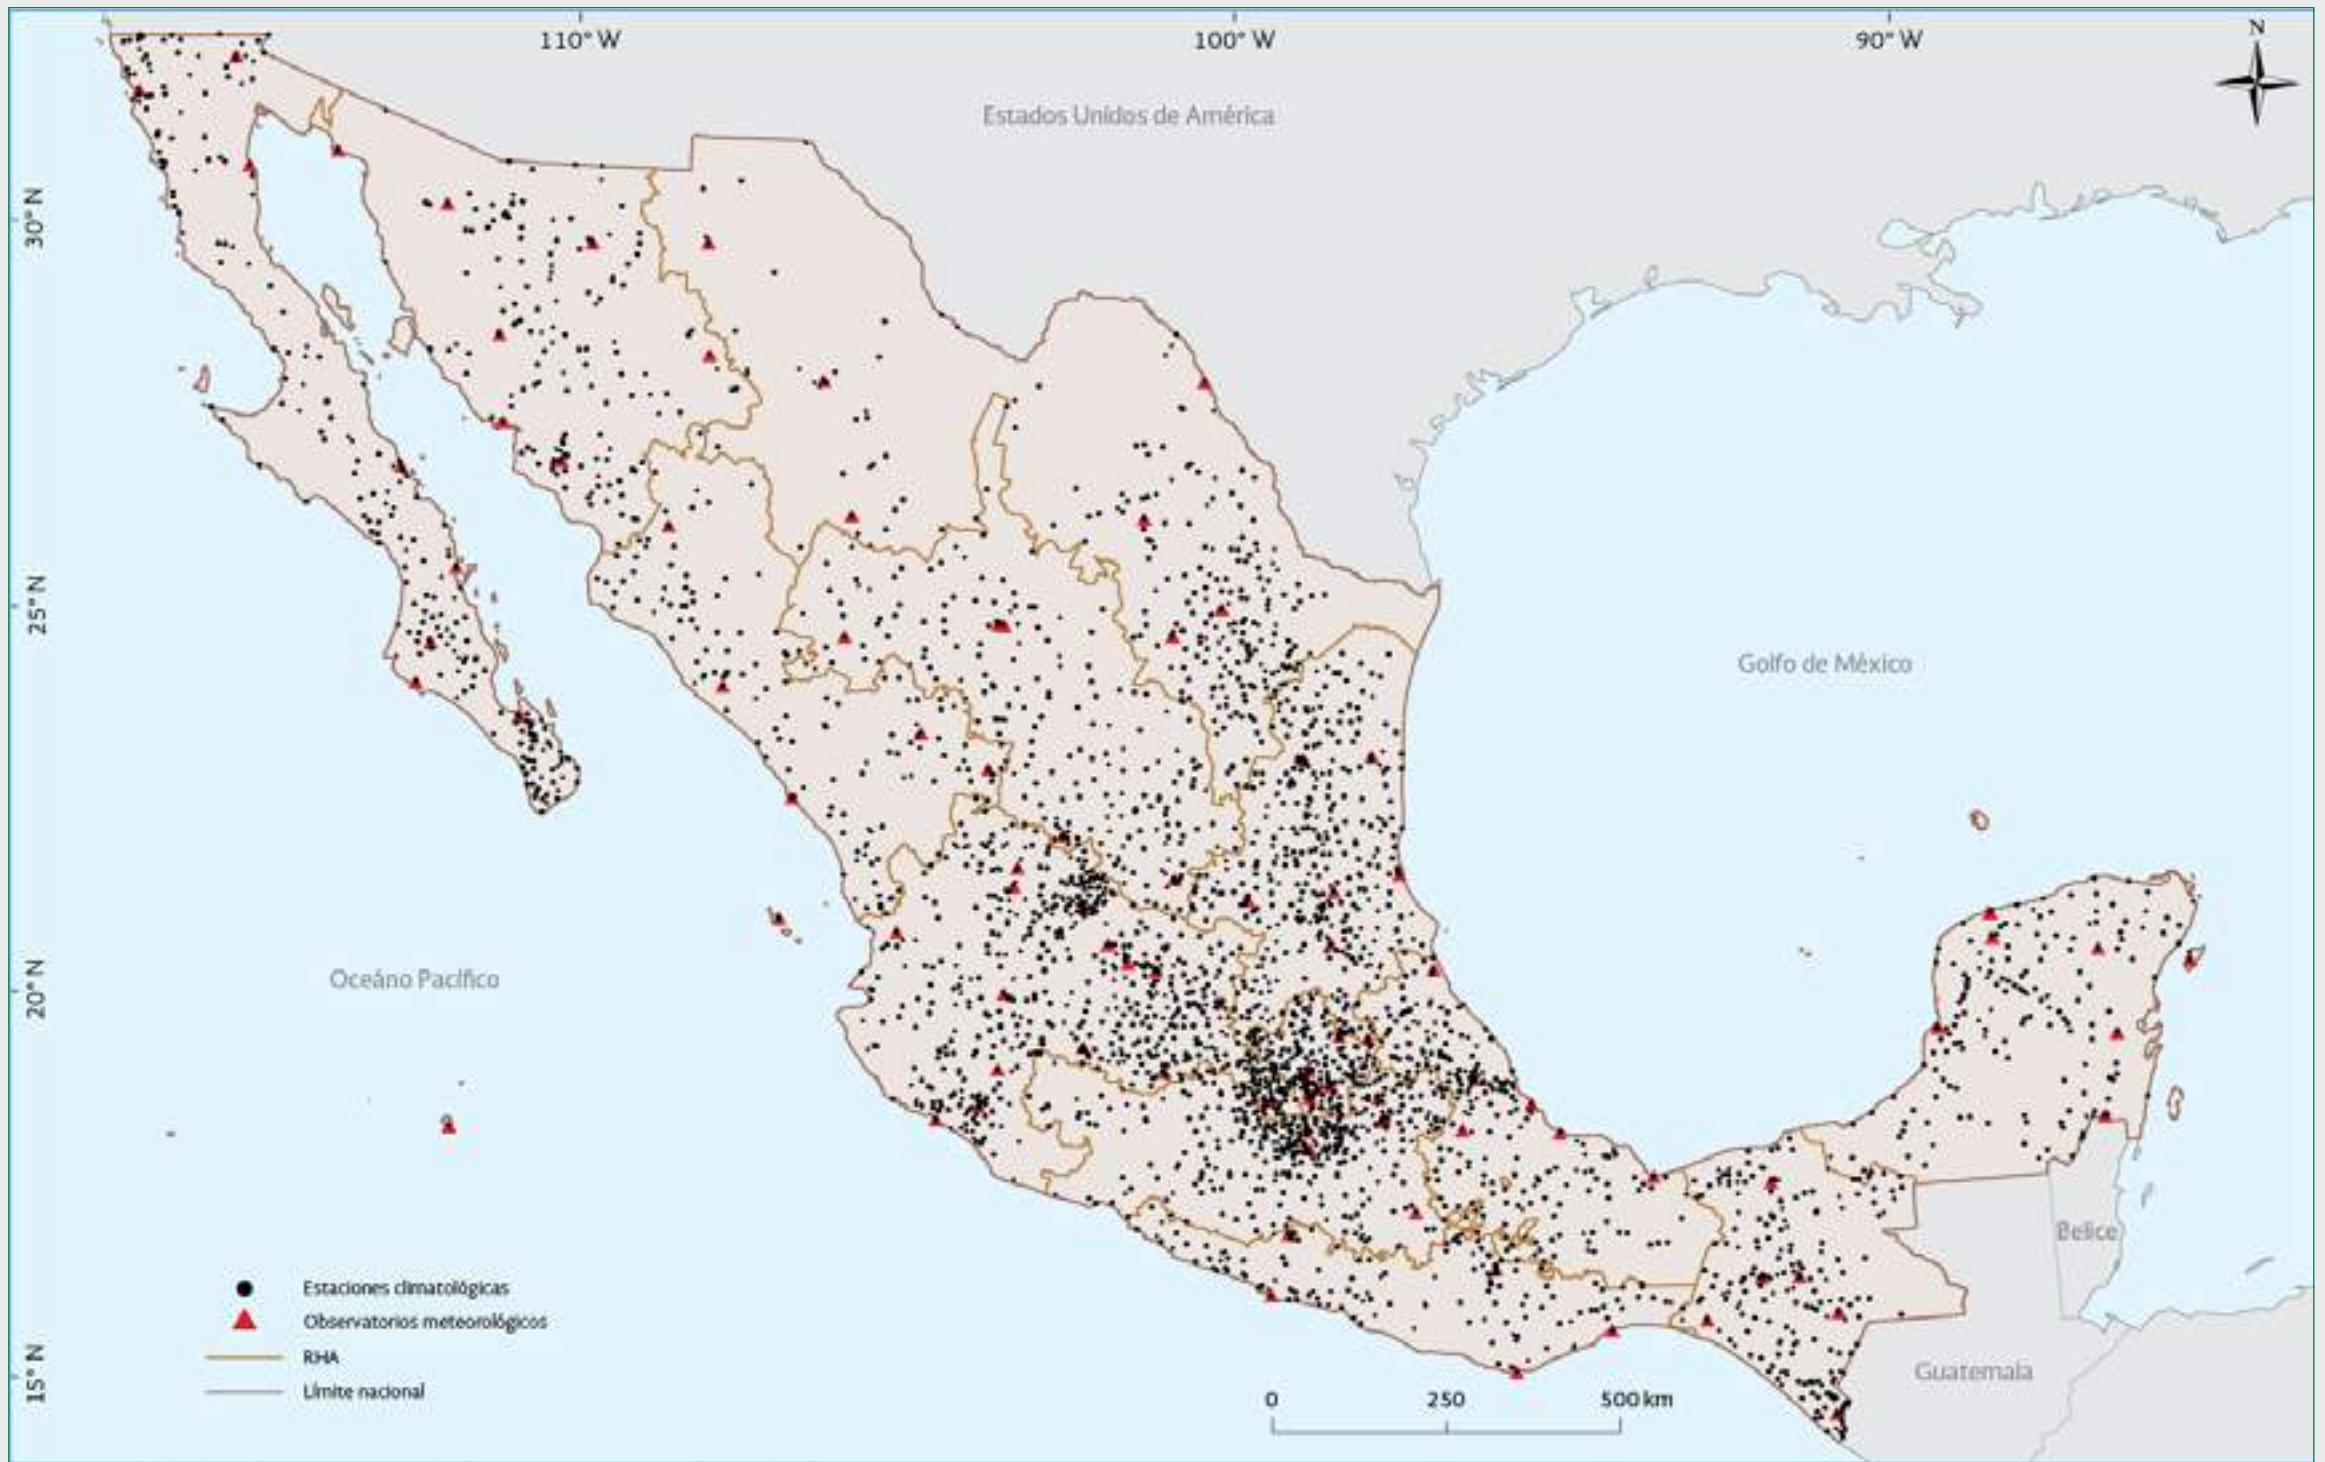 110° W
100° W
90° W
N
Estados Unidos de América
30° N
25° N
Golfo de México
20° N
Oceáno Pacífico
Belice
Estaciones climatológicas
Observatorios meteorológicos
RHA
Límite nacional
15° N
Guatemala
0 250 500 km